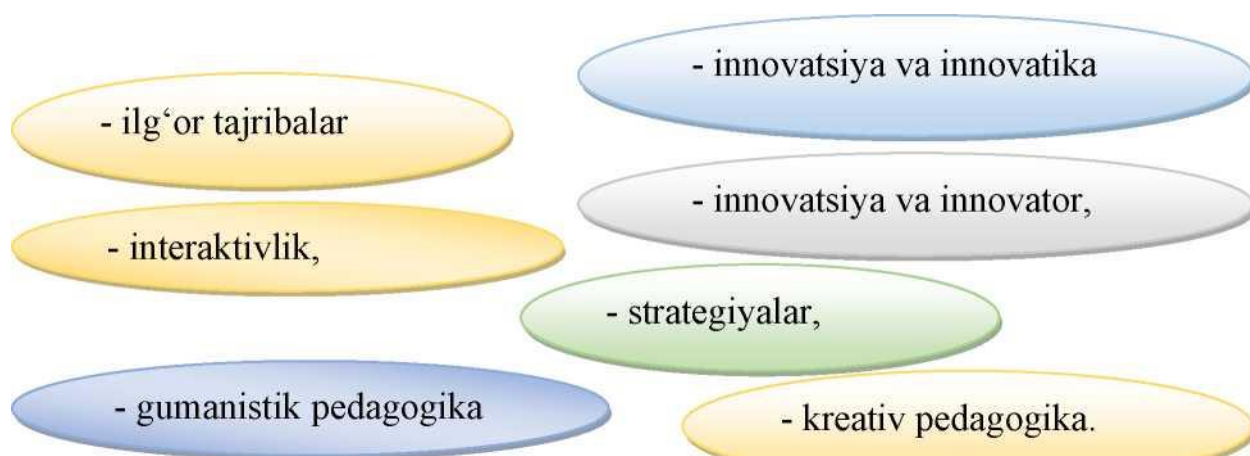 - innovatsiya va innovatika
- ilg‘or tajribalar
- innovatsiya va innovator,
- interaktivlik,
- strategiyalar,
- gumanistik pedagogika
- kreativ pedagogika.